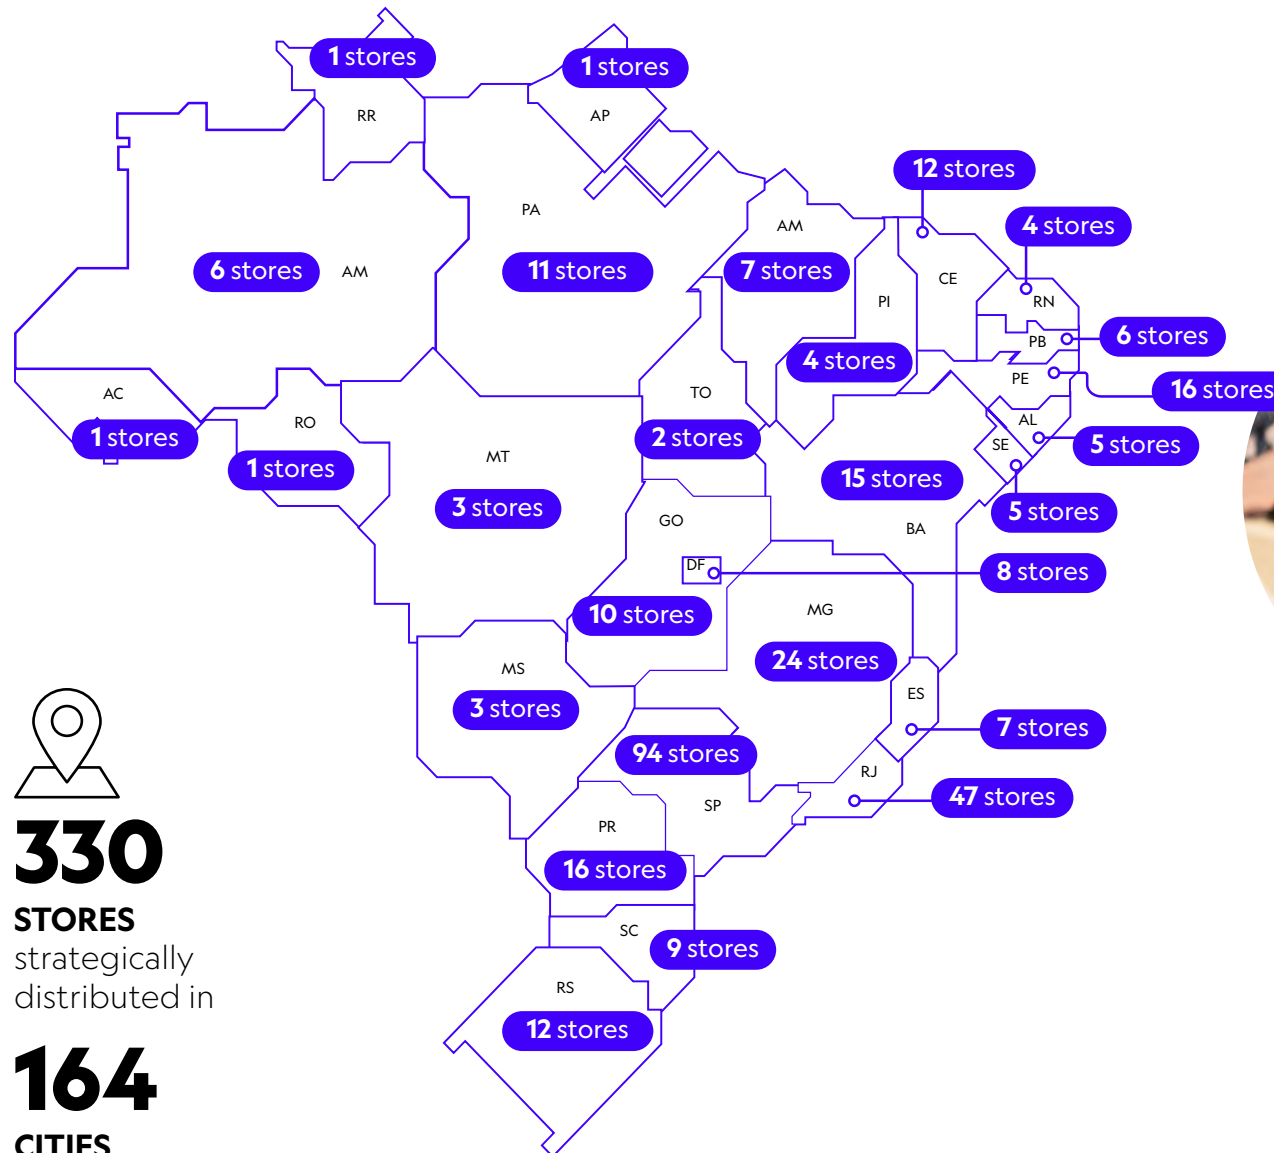 1 stores
1 stores
RR
AP
12 stores
PA
AM
4 stores
6 stores
AM
11 stores
7 stores
CE
PI
RN
PB
6 stores
4 stores
PE
16 stores
AC
TO
AL
RO
1 stores
2 stores
SE
5 stores
MT
1 stores
15 stores
3 stores
5 stores
GO
BA
DF
8 stores
10 stores
MG
24 stores
MS
ES
3 stores
7 stores
94 stores
RJ
SP
47 stores
PR
16 stores
SC
9 stores
RS
12 stores
330
STORES
strategically
distributed in
164
CITIES